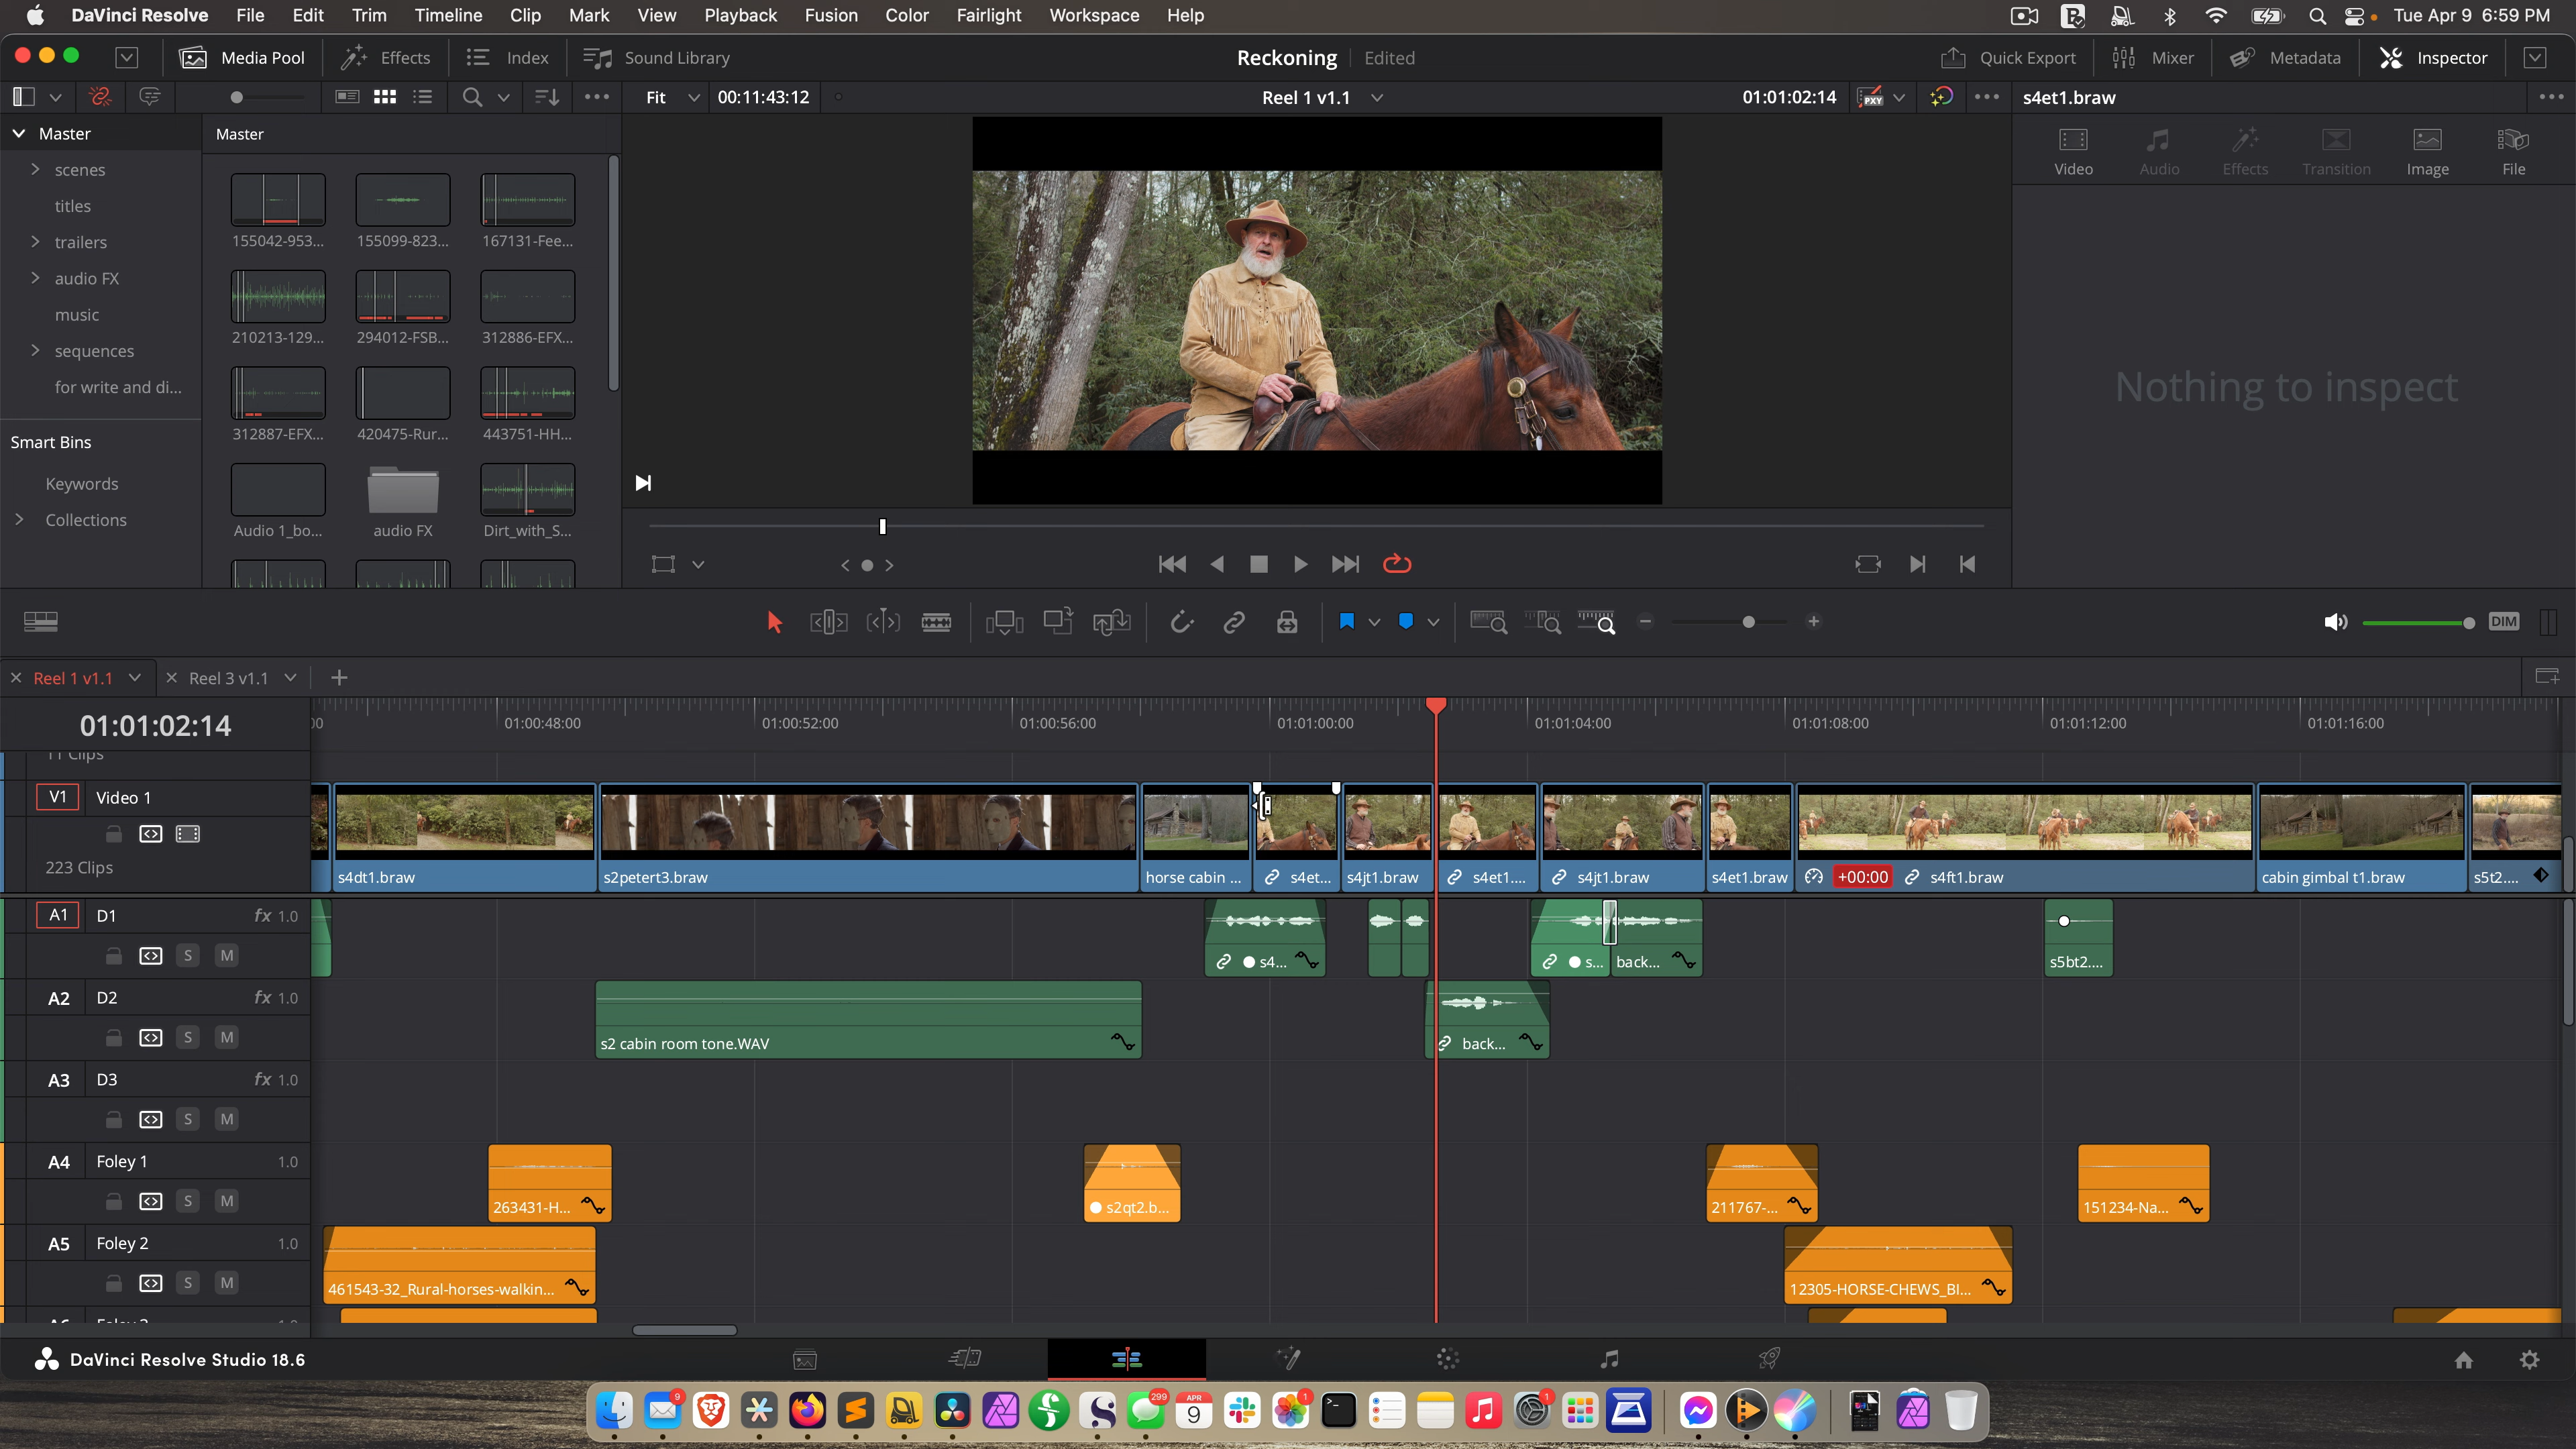 DaVinci Resolve File Edit Trim Timeline Clip Mark View Playback Fusion Color Fairlight Workspace Help Tue Apr 9 6:59 PM
Media Pool Effects Index Sound Library Reckoning Edited Quick Export Mixer Metadata Inspector
Fit 00:11:43:12 Reel 1 v1.1 01:01:02:14 PXY s4et1.braw
Master Master
scenes
titles
trailers
audio FX
music
sequences
for write and di...
Smart Bins
Keywords
Collections
155042-953... 155099-823... 167131-Fee...
210213-129... 294012-FSB... 312886-EFX...
312887-EFX... 420475-Rur... 443751-HH...
Audio 1_bo... audio FX Dirt_with_S...
Video Audio Effects Transition Image File
Nothing to inspect
DIM
Reel 1 v1.1 Reel 3 v1.1
01:01:02:14 00 01:00:48:00 01:00:52:00 01:00:56:00 01:01:00:00 01:01:04:00 01:01:08:00 01:01:12:00 01:01:16:00
11 Clips
V1 Video 1
223 Clips
s4dt1.braw s2petert3.braw horse cabin ... s4et... s4jt1.braw s4et1.... s4jt1.braw s4et1.braw +00:00 s4ft1.braw cabin gimbal t1.braw s5t2....
A1 D1 fx 1.0
S M
s4... s... back... s5bt2....
A2 D2 fx 1.0
S M
s2 cabin room tone.WAV back...
A3 D3 fx 1.0
S M
A4 Foley 1 1.0
S M
263431-H... s2qt2.b... 211767-... 151234-Na...
A5 Foley 2 1.0
S M
461543-32_Rural-horses-walkin... 12305-HORSE-CHEWS_BI...
DaVinci Resolve Studio 18.6
9 299 APR 9 1 1